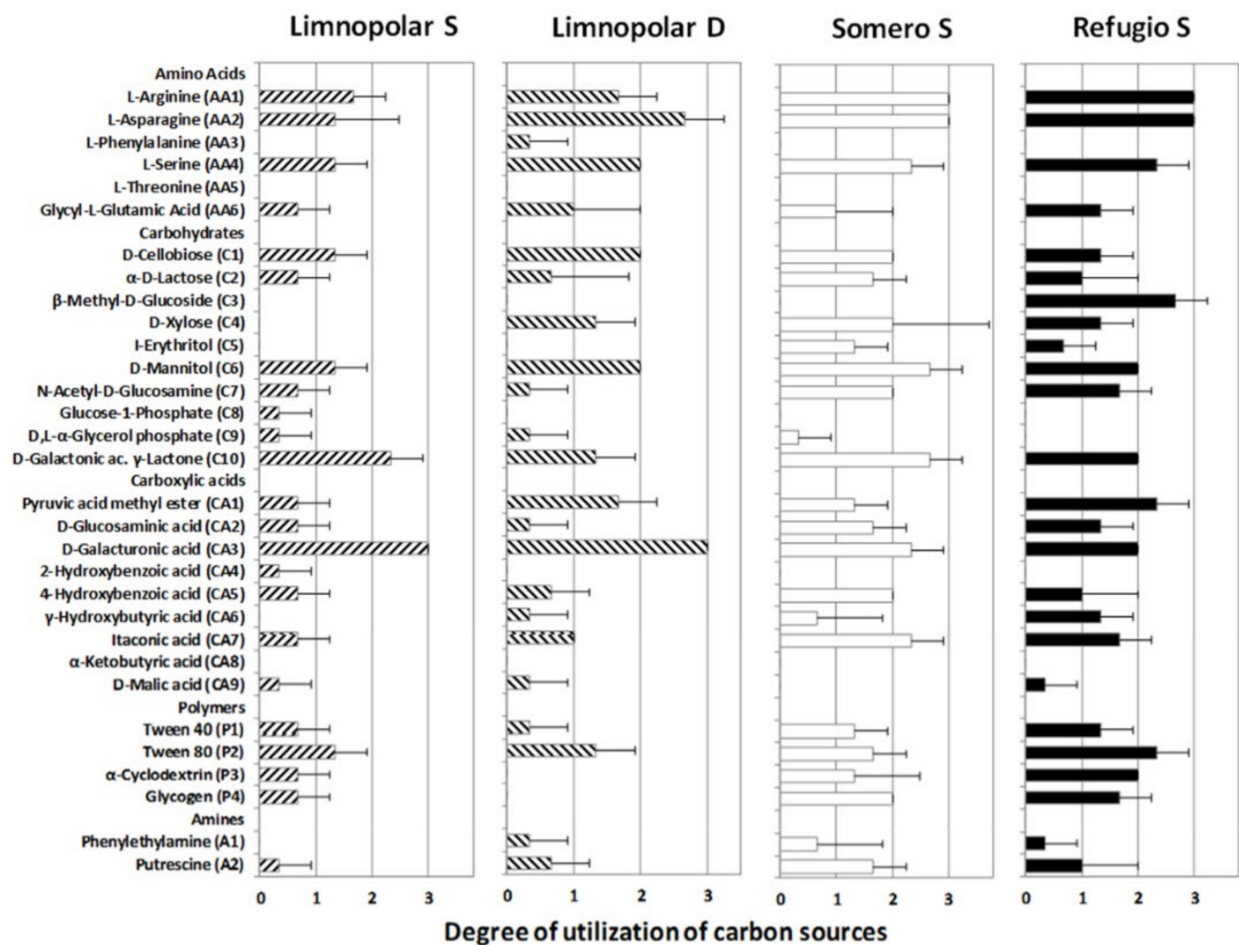 Limnopolar S Limnopolar D Somero S Refugio S
Amino Acids
L-Arginine (AA1)
L-Asparagine (AA2)
L-Phenylalanine (AA3)
L-Serine (AA4)
L-Threonine (AA5)
Glycyl-L-Glutamic Acid (AA6)
Carbohydrates
D-Cellobiose (C1)
α-D-Lactose (C2)
β-Methyl-D-Glucoside (C3)
D-Xylose (C4)
I-Erythritol (C5)
D-Mannitol (C6)
N-Acetyl-D-Glucosamine (C7)
Glucose-1-Phosphate (C8)
D,L-α-Glycerol phosphate (C9)
D-Galactonic ac. γ-Lactone (C10)
Carboxylic acids
Pyruvic acid methyl ester (CA1)
D-Glucosaminic acid (CA2)
D-Galacturonic acid (CA3)
2-Hydroxybenzoic acid (CA4)
4-Hydroxybenzoic acid (CA5)
γ-Hydroxybutyric acid (CA6)
Itaconic acid (CA7)
α-Ketobutyric acid (CA8)
D-Malic acid (CA9)
Polymers
Tween 40 (P1)
Tween 80 (P2)
α-Cyclodextrin (P3)
Glycogen (P4)
Amines
Phenylethylamine (A1)
Putrescine (A2)
0 1 2 3 0 1 2 3 0 1 2 3 0 1 2 3
Degree of utilization of carbon sources